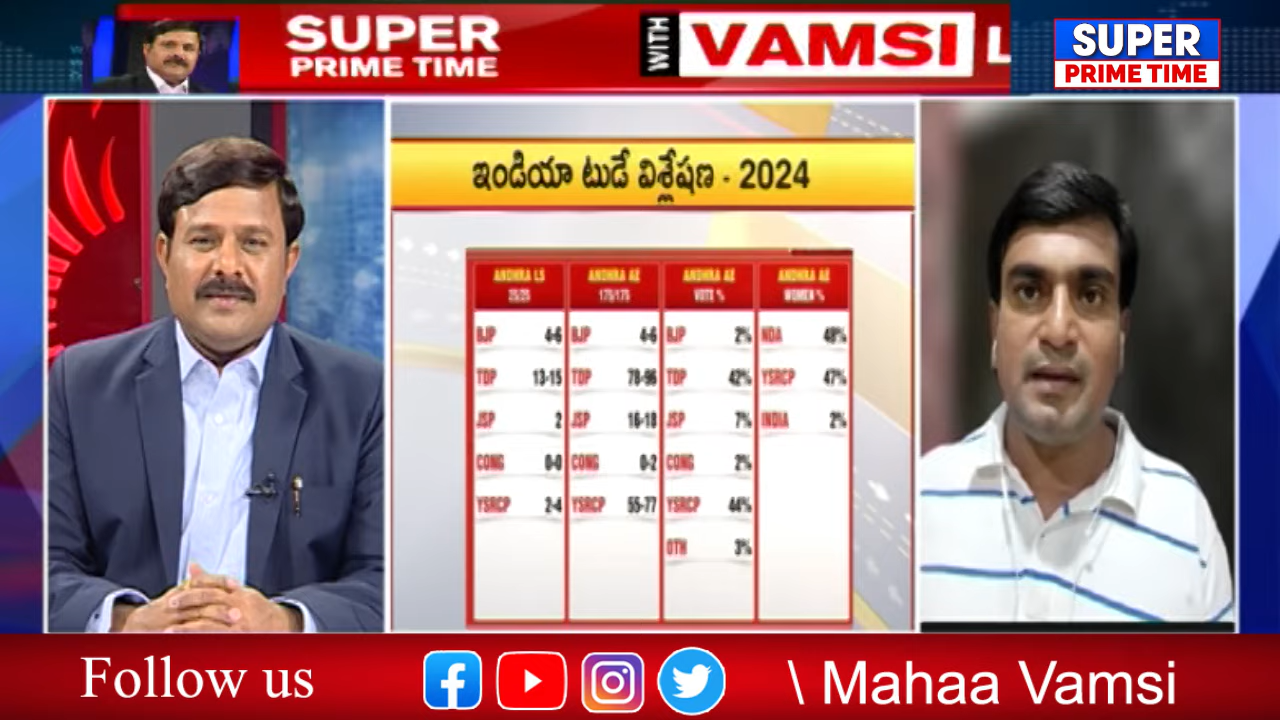 SUPER
PRIME TIME
WITH
VAMSI L
SUPER
PRIME TIME
ఇండియా టుడే విశ్లేషణ - 2024
ANDHRA LS
25/25
BJP 4-6
TDP 13-15
JSP 2
CONG 0-0
YSRCP 2-4
ANDHRA AE
175/175
BJP 4-6
TDP 78-96
JSP 16-18
CONG 0-2
YSRCP 55-77
ANDHRA AE
VOTE %
BJP 2%
TDP 42%
JSP 7%
CONG 2%
YSRCP 44%
OTH 3%
ANDHRA AE
WOMEN %
NDA 48%
YSRCP 47%
INDIA 2%
Follow us
\ Mahaa Vamsi